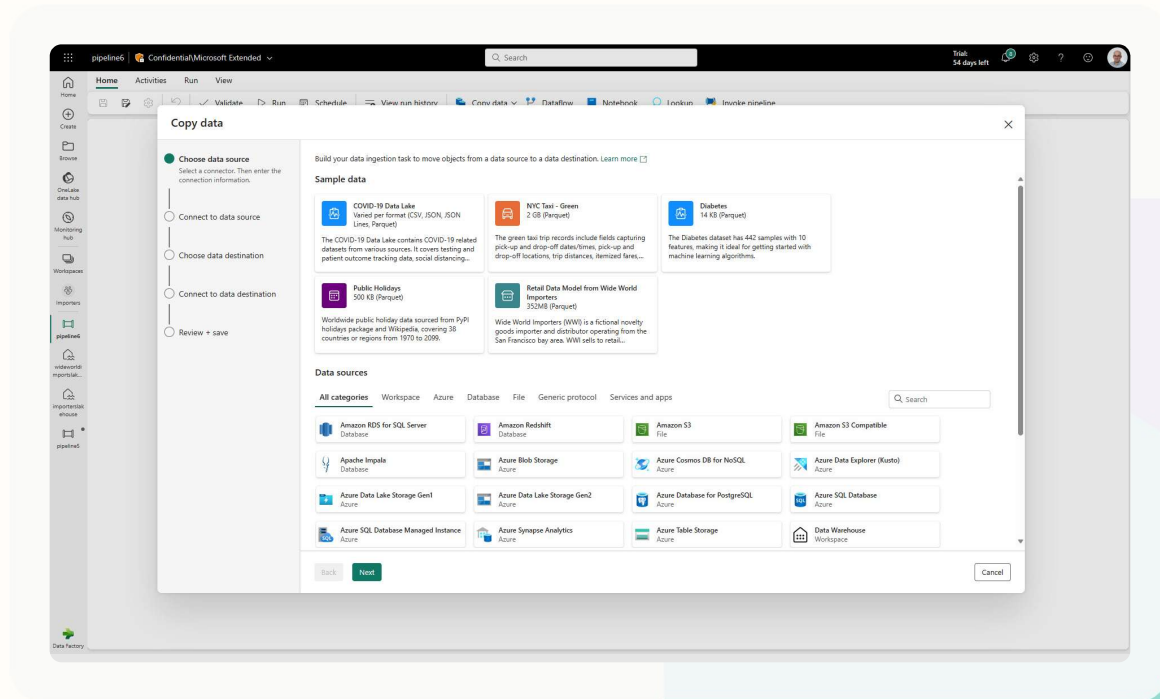 pipeline6
Confidential\Microsoft Extended
Search
Trial:
54 days left
Home
Activities
Run
View
Validate
Run
Schedule
View run history
Copy data
Dataflow
Notebook
Lookup
Invoke pipeline
Home
Create
Browse
OneLake
data hub
Monitoring
hub
Workspaces
Importers
pipeline6
wideworldi
mportslak...
importerslak
ehouse
pipeline5
Data Factory
Copy data
Choose data source
Select a connector. Then enter the
connection information.
Connect to data source
Choose data destination
Connect to data destination
Review + save
Build your data ingestion task to move objects from a data source to a data destination. Learn more
Sample data
COVID-19 Data Lake
Varied per format (CSV, JSON, JSON
Lines, Parquet)
The COVID-19 Data Lake contains COVID-19 related
datasets from various sources. It covers testing and
patient outcome tracking data, social distancing...
NYC Taxi - Green
2 GB (Parquet)
The green taxi trip records include fields capturing
pick-up and drop-off dates/times, pick-up and
drop-off locations, trip distances, itemized fares,...
Diabetes
14 KB (Parquet)
The Diabetes dataset has 442 samples with 10
features, making it ideal for getting started with
machine learning algorithms.
Public Holidays
500 KB (Parquet)
Worldwide public holiday data sourced from PyPI
holidays package and Wikipedia, covering 38
countries or regions from 1970 to 2099.
Retail Data Model from Wide World
Importers
352MB (Parquet)
Wide World Importers (WWI) is a fictional novelty
goods importer and distributor operating from the
San Francisco bay area. WWI sells to retail...
Data sources
All categories
Workspace
Azure
Database
File
Generic protocol
Services and apps
Search
Amazon RDS for SQL Server
Database
Amazon Redshift
Database
Amazon S3
File
Amazon S3 Compatible
File
Apache Impala
Database
Azure Blob Storage
Azure
Azure Cosmos DB for NoSQL
Azure
Azure Data Explorer (Kusto)
Azure
Azure Data Lake Storage Gen1
Azure
Azure Data Lake Storage Gen2
Azure
Azure Database for PostgreSQL
Azure
Azure SQL Database
Azure
Azure SQL Database Managed Instance
Azure
Azure Synapse Analytics
Azure
Azure Table Storage
Azure
Data Warehouse
Workspace
Back
Next
Cancel